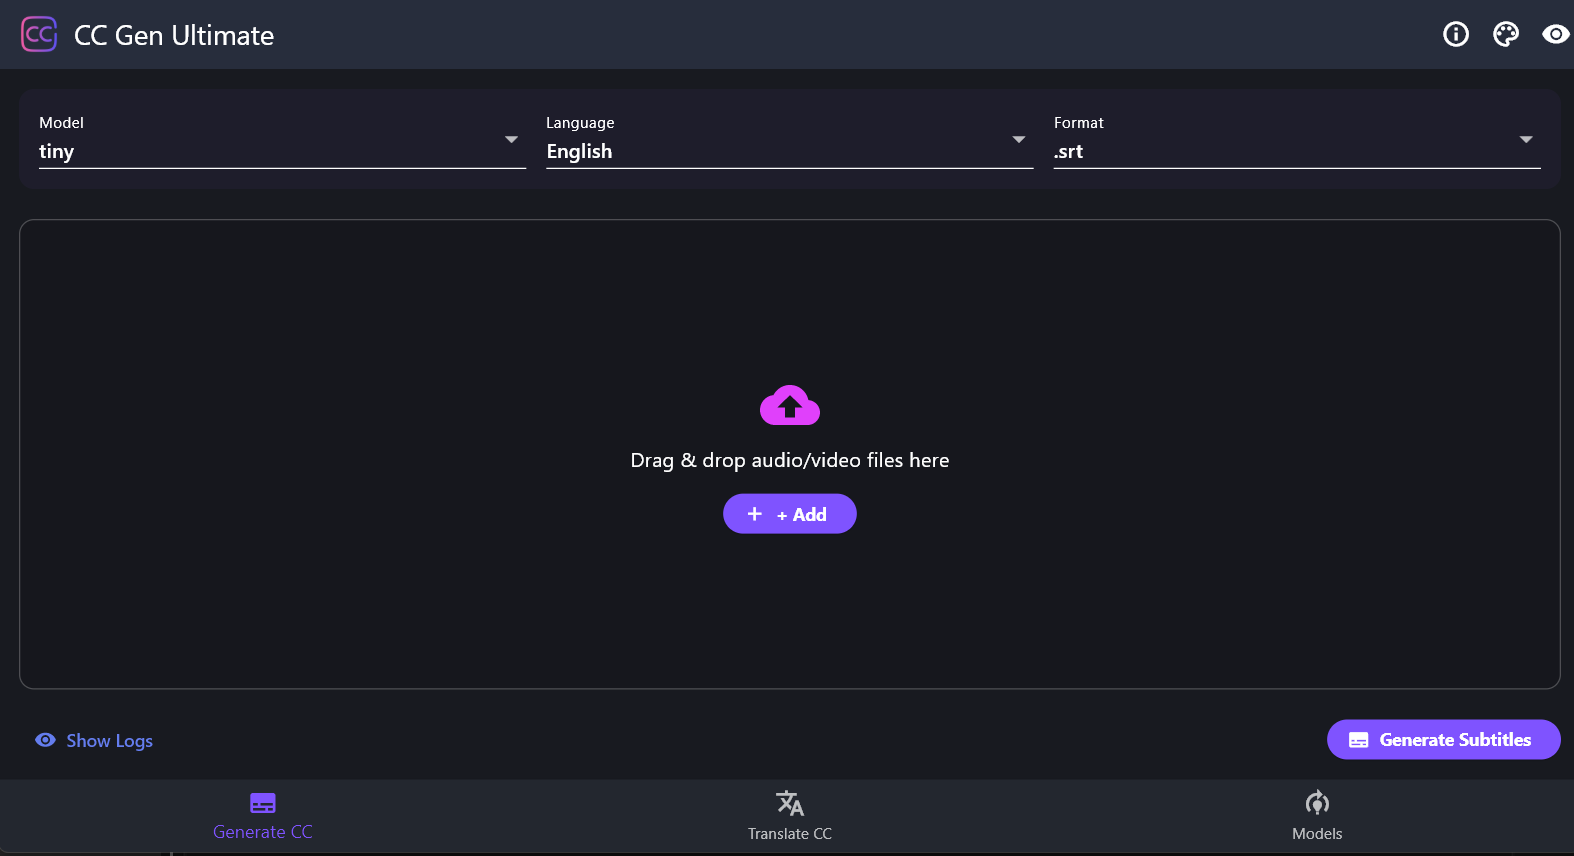 CC CC Gen Ultimate
Model
tiny
Language
English
Format
.srt
Drag & drop audio/video files here
+ + Add
Show Logs
Generate Subtitles
Generate CC
Translate CC
Models